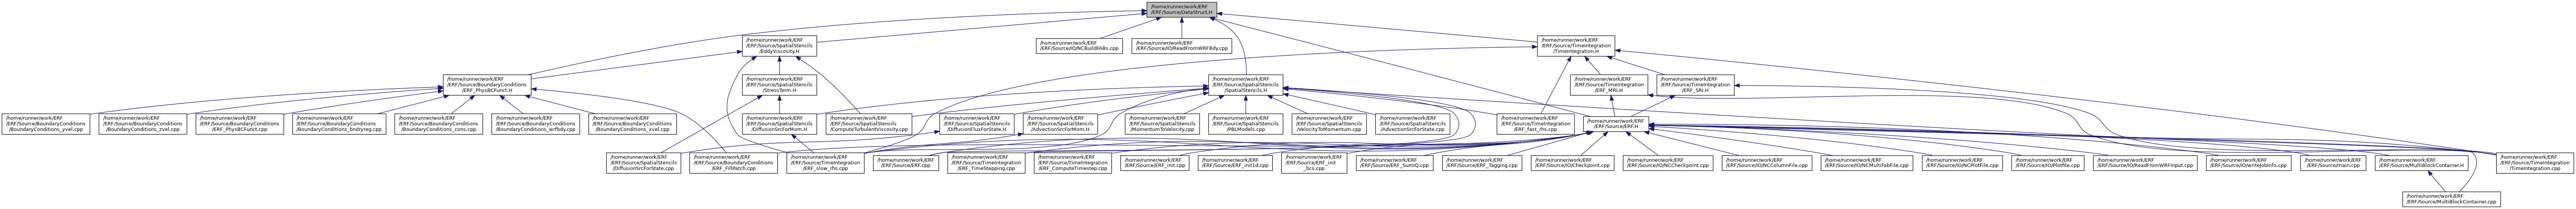 /home/runner/work/ERF
/ERF/Source/DataStruct.H
/home/runner/work/ERF
/ERF/Source/SpatialStencils
/EddyViscosity.H
/home/runner/work/ERF
/ERF/Source/IO/NCBuildFABs.cpp
/home/runner/work/ERF
/ERF/Source/IO/ReadFromWRFBdy.cpp
/home/runner/work/ERF
/ERF/Source/TimeIntegration
/TimeIntegration.H
/home/runner/work/ERF
/ERF/Source/BoundaryConditions
/ERF_PhysBCFunct.H
/home/runner/work/ERF
/ERF/Source/SpatialStencils
/StressTerm.H
/home/runner/work/ERF
/ERF/Source/SpatialStencils
/SpatialStencils.H
/home/runner/work/ERF
/ERF/Source/TimeIntegration
/ERF_MRI.H
/home/runner/work/ERF
/ERF/Source/TimeIntegration
/ERF_SRI.H
/home/runner/work/ERF
/ERF/Source/BoundaryConditions
/BoundaryConditions_yvel.cpp
/home/runner/work/ERF
/ERF/Source/BoundaryConditions
/BoundaryConditions_zvel.cpp
/home/runner/work/ERF
/ERF/Source/BoundaryConditions
/ERF_PhysBCFunct.cpp
/home/runner/work/ERF
/ERF/Source/BoundaryConditions
/BoundaryConditions_bndryreg.cpp
/home/runner/work/ERF
/ERF/Source/BoundaryConditions
/BoundaryConditions_cons.cpp
/home/runner/work/ERF
/ERF/Source/BoundaryConditions
/BoundaryConditions_wrfbdy.cpp
/home/runner/work/ERF
/ERF/Source/BoundaryConditions
/BoundaryConditions_xvel.cpp
/home/runner/work/ERF
/ERF/Source/SpatialStencils
/DiffusionSrcForMom.H
/home/runner/work/ERF
/ERF/Source/SpatialStencils
/ComputeTurbulentViscosity.cpp
/home/runner/work/ERF
/ERF/Source/SpatialStencils
/DiffusionFluxForState.H
/home/runner/work/ERF
/ERF/Source/SpatialStencils
/AdvectionSrcForMom.H
/home/runner/work/ERF
/ERF/Source/SpatialStencils
/MomentumToVelocity.cpp
/home/runner/work/ERF
/ERF/Source/SpatialStencils
/PBLModels.cpp
/home/runner/work/ERF
/ERF/Source/SpatialStencils
/VelocityToMomentum.cpp
/home/runner/work/ERF
/ERF/Source/SpatialStencils
/AdvectionSrcForState.cpp
/home/runner/work/ERF
/ERF/Source/TimeIntegration
/ERF_fast_rhs.cpp
/home/runner/work/ERF
/ERF/Source/ERF.H
/home/runner/work/ERF
/ERF/Source/SpatialStencils
/DiffusionSrcForState.cpp
/home/runner/work/ERF
/ERF/Source/BoundaryConditions
/ERF_FillPatch.cpp
/home/runner/work/ERF
/ERF/Source/TimeIntegration
/ERF_slow_rhs.cpp
/home/runner/work/ERF
/ERF/Source/ERF.cpp
/home/runner/work/ERF
/ERF/Source/TimeIntegration
/ERF_TimeStepping.cpp
/home/runner/work/ERF
/ERF/Source/TimeIntegration
/ERF_ComputeTimestep.cpp
/home/runner/work/ERF
/ERF/Source/ERF_init.cpp
/home/runner/work/ERF
/ERF/Source/ERF_init1d.cpp
/home/runner/work/ERF
/ERF/Source/ERF_init
_bcs.cpp
/home/runner/work/ERF
/ERF/Source/ERF_SumIQ.cpp
/home/runner/work/ERF
/ERF/Source/ERF_Tagging.cpp
/home/runner/work/ERF
/ERF/Source/IO/Checkpoint.cpp
/home/runner/work/ERF
/ERF/Source/IO/NCCheckpoint.cpp
/home/runner/work/ERF
/ERF/Source/IO/NCColumnFile.cpp
/home/runner/work/ERF
/ERF/Source/IO/NCMultiFabFile.cpp
/home/runner/work/ERF
/ERF/Source/IO/NCPlotFile.cpp
/home/runner/work/ERF
/ERF/Source/IO/Plotfile.cpp
/home/runner/work/ERF
/ERF/Source/IO/ReadFromWRFInput.cpp
/home/runner/work/ERF
/ERF/Source/IO/writeJobInfo.cpp
/home/runner/work/ERF
/ERF/Source/main.cpp
/home/runner/work/ERF
/ERF/Source/MultiBlockContainer.H
/home/runner/work/ERF
/ERF/Source/TimeIntegration
/TimeIntegration.cpp
/home/runner/work/ERF
/ERF/Source/MultiBlockContainer.cpp